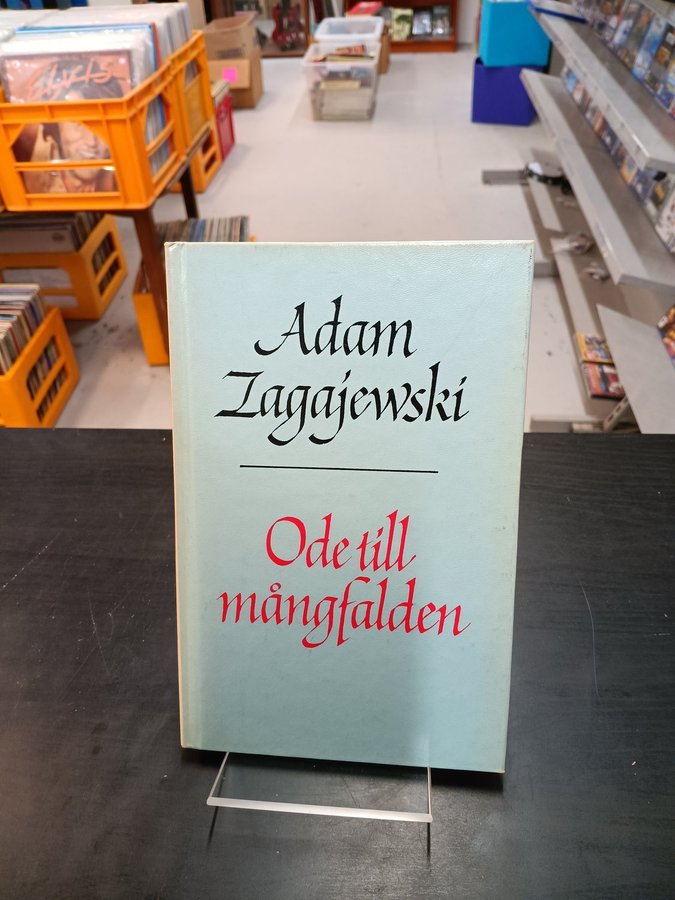 Adam
Zagajewski
Ode till
mångfalden